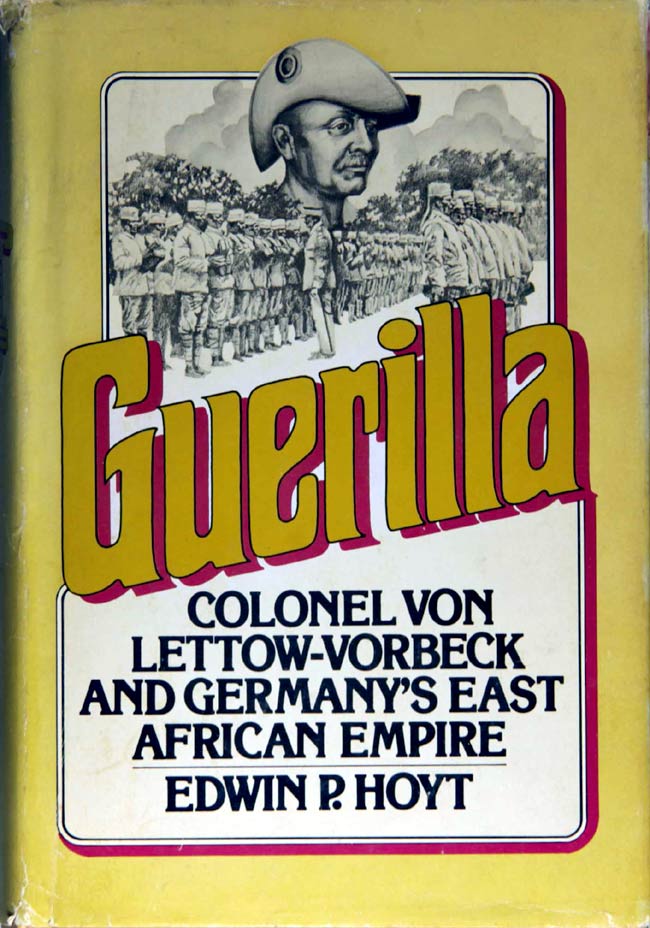 Guerilla
COLONEL VON
LETTOW-VORBECK
AND GERMANY'S EAST
AFRICAN EMPIRE
EDWIN P. HOYT